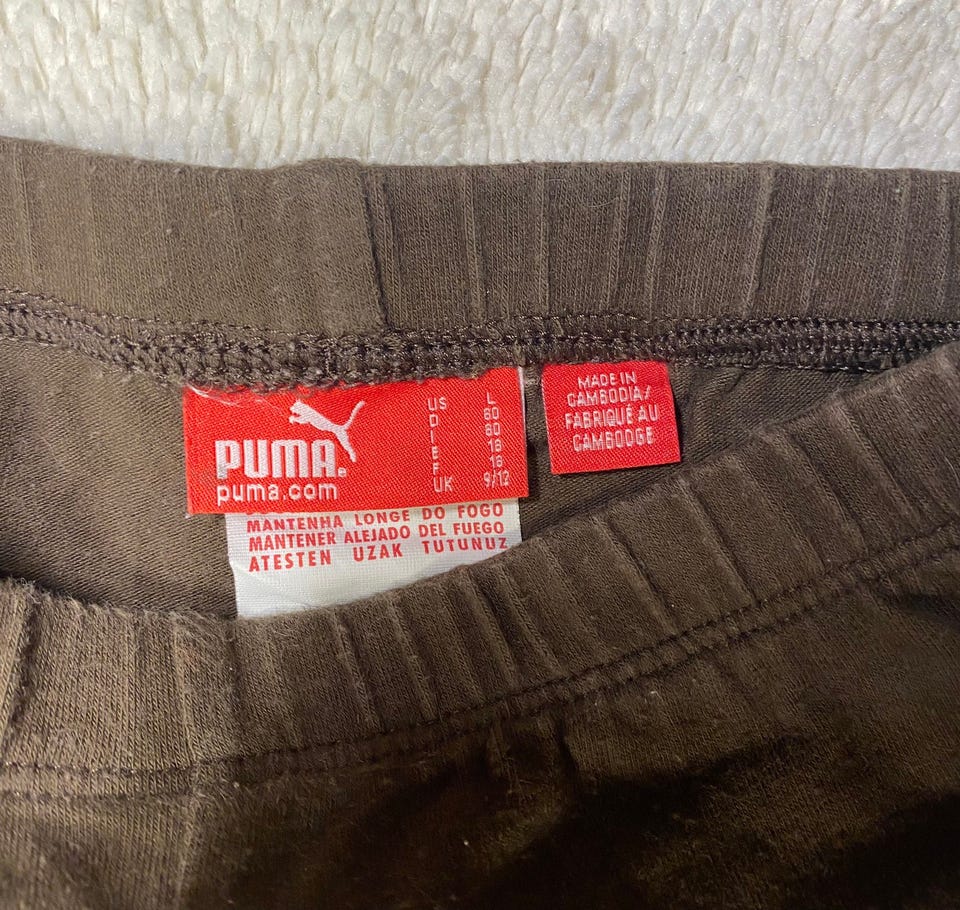 PUMA®
puma.com
US L
D 80
I 80
E 18
F 18
UK 9/12
MADE IN
CAMBODIA/
FABRIQUÉ AU
CAMBODGE
MANTENHA LONGE DO FOGO
MANTENER ALEJADO DEL FUEGO
ATESTEN UZAK TUTUNUZ